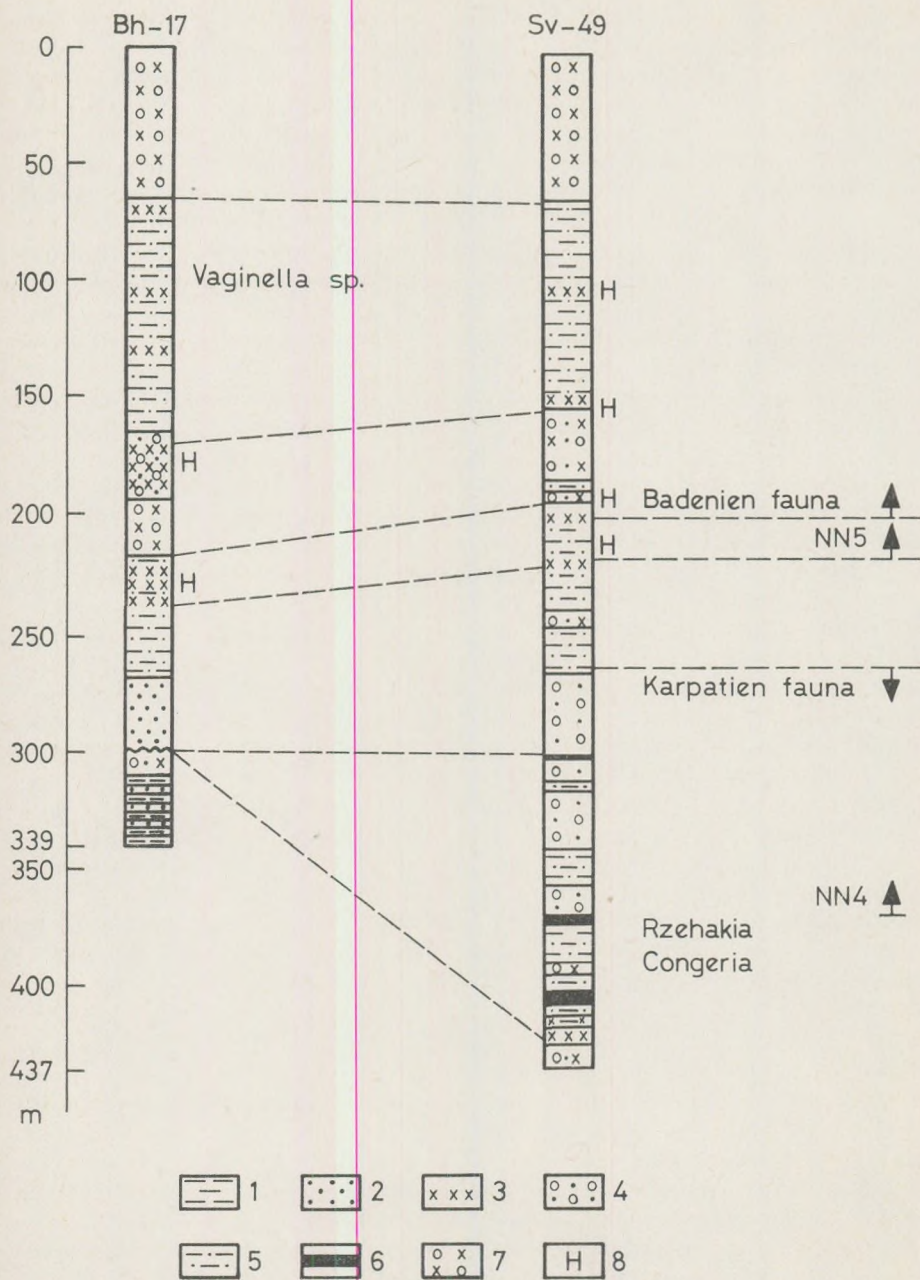 Bh-17 Sv-49
0
50
100 Vaginella sp. H
150
H
H
200 H Badenien fauna
H NN5
H
250
Karpatien fauna
300
339
350
NN4
Rzehakia
Congeria
400
437
m
1 2 3 4
5 6 7 H 8